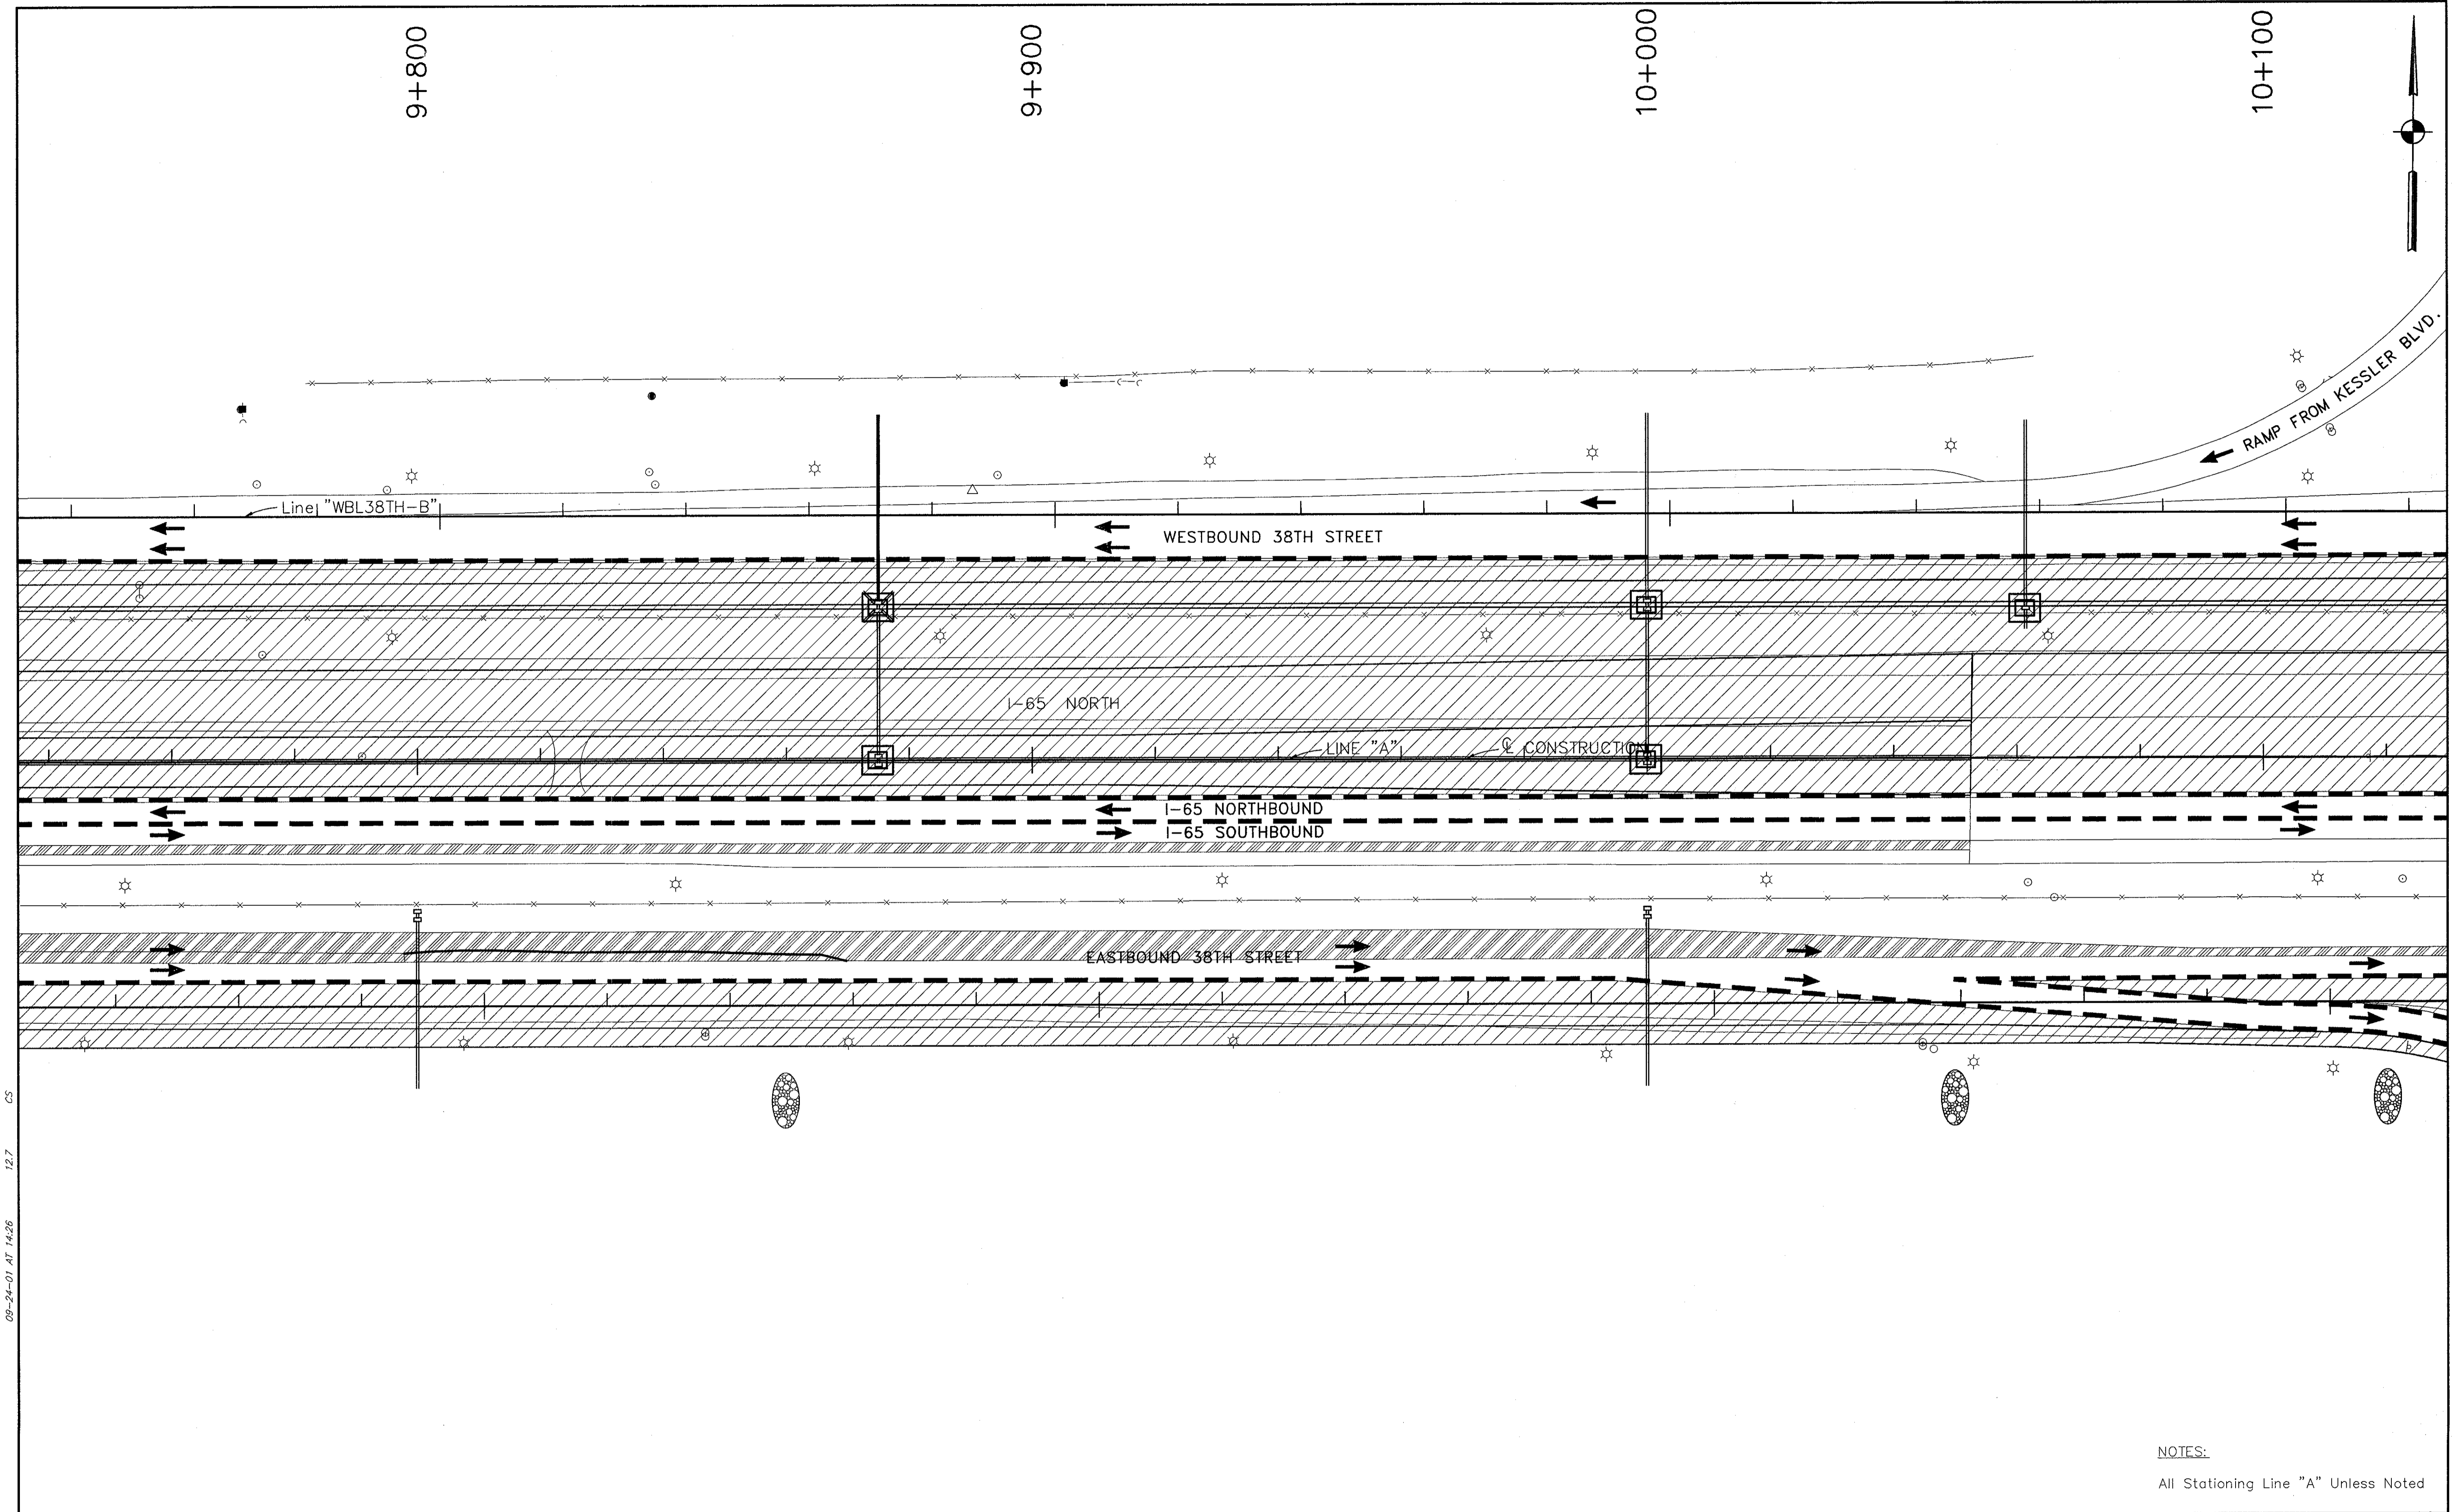 9+800
9+900
10+000
10+100
RAMP FROM KESSLER BLVD.
Line "WBL38TH-B"
WESTBOUND 38TH STREET
I-65 NORTH
LINE "A"
℄ CONSTRUCTION
I-65 NORTHBOUND
I-65 SOUTHBOUND
EASTBOUND 38TH STREET
09-24-01 AT 14:26 12.7 CS
NOTES:
All Stationing Line "A" Unless Noted